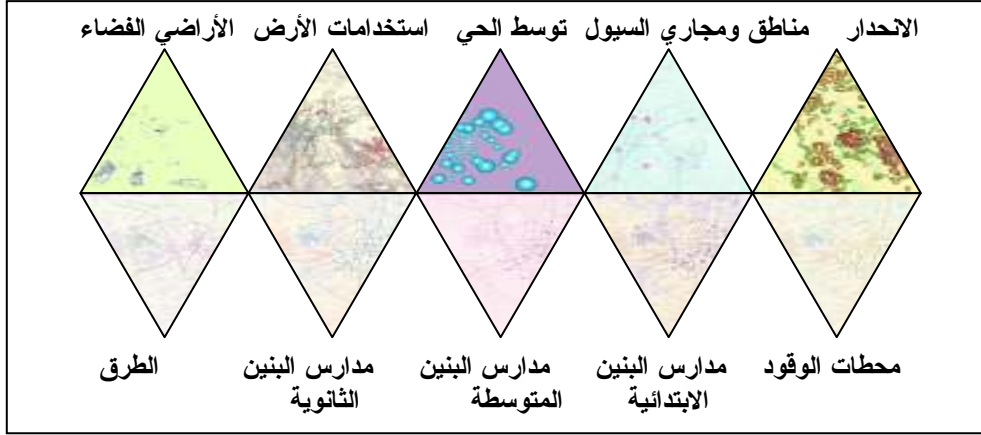 الانحدار
مناطق ومجاري السيول
توسط الحي
استخدامات الأرض
الأراضي الفضاء
محطات الوقود
مدارس البنين
الابتدائية
مدارس البنين
المتوسطة
مدارس البنين
الثانوية
الطرق